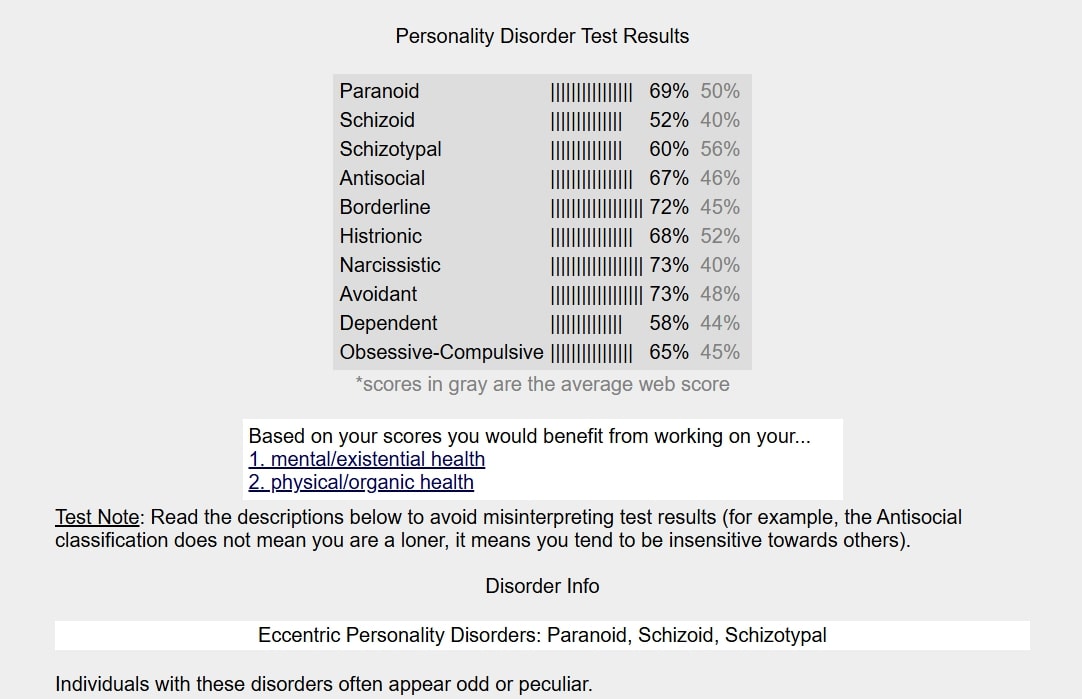 Personality Disorder Test Results
Paranoid |||||||||||||||| 69% 50%
Schizoid |||||||||||||| 52% 40%
Schizotypal |||||||||||||| 60% 56%
Antisocial |||||||||||||||| 67% 46%
Borderline |||||||||||||||||| 72% 45%
Histrionic |||||||||||||||| 68% 52%
Narcissistic |||||||||||||||||| 73% 40%
Avoidant |||||||||||||||||| 73% 48%
Dependent |||||||||||||| 58% 44%
Obsessive-Compulsive |||||||||||||||| 65% 45%
*scores in gray are the average web score
Based on your scores you would benefit from working on your...
1. mental/existential health
2. physical/organic health
Test Note: Read the descriptions below to avoid misinterpreting test results (for example, the Antisocial
classification does not mean you are a loner, it means you tend to be insensitive towards others).
Disorder Info
Eccentric Personality Disorders: Paranoid, Schizoid, Schizotypal
Individuals with these disorders often appear odd or peculiar.